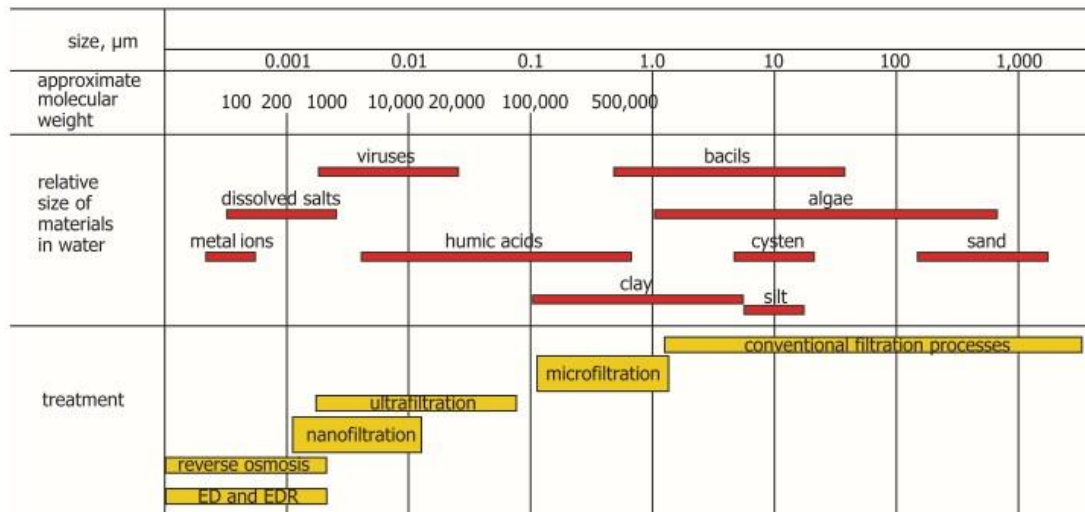 size, µm
0.001 0.01 0.1 1.0 10 100 1,000
approximate
molecular
weight
100 200 1000 10,000 20,000 100,000 500,000
relative
size of
materials
in water
viruses bacils
dissolved salts algae
metal ions humic acids cysten sand
clay silt
treatment
conventional filtration processes
microfiltration
ultrafiltration
nanofiltration
reverse osmosis
ED and EDR